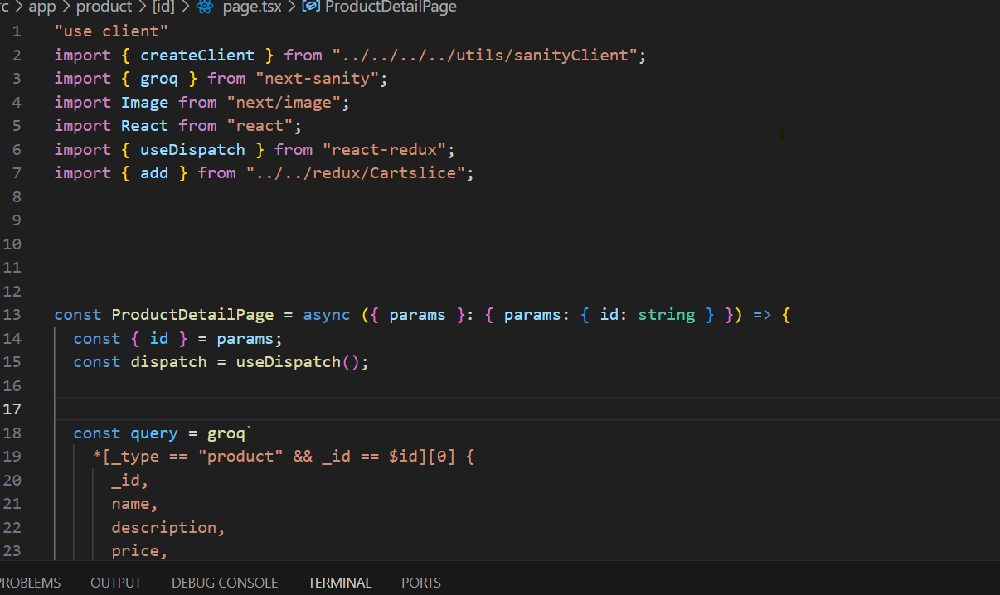 rc > app > product > [id] > page.tsx > ProductDetailPage
1 "use client"
2 import { createClient } from "../../../../utils/sanityClient";
3 import { groq } from "next-sanity";
4 import Image from "next/image";
5 import React from "react";
6 import { useDispatch } from "react-redux";
7 import { add } from "../../redux/Cartslice";
8
9
10
11
12
13 const ProductDetailPage = async ({ params }: { params: { id: string } }) => {
14 const { id } = params;
15 const dispatch = useDispatch();
16
17
18 const query = groq`
19 *[_type == "product" && _id == $id][0] {
20 _id,
21 name,
22 description,
23 price,
PROBLEMS OUTPUT DEBUG CONSOLE TERMINAL PORTS